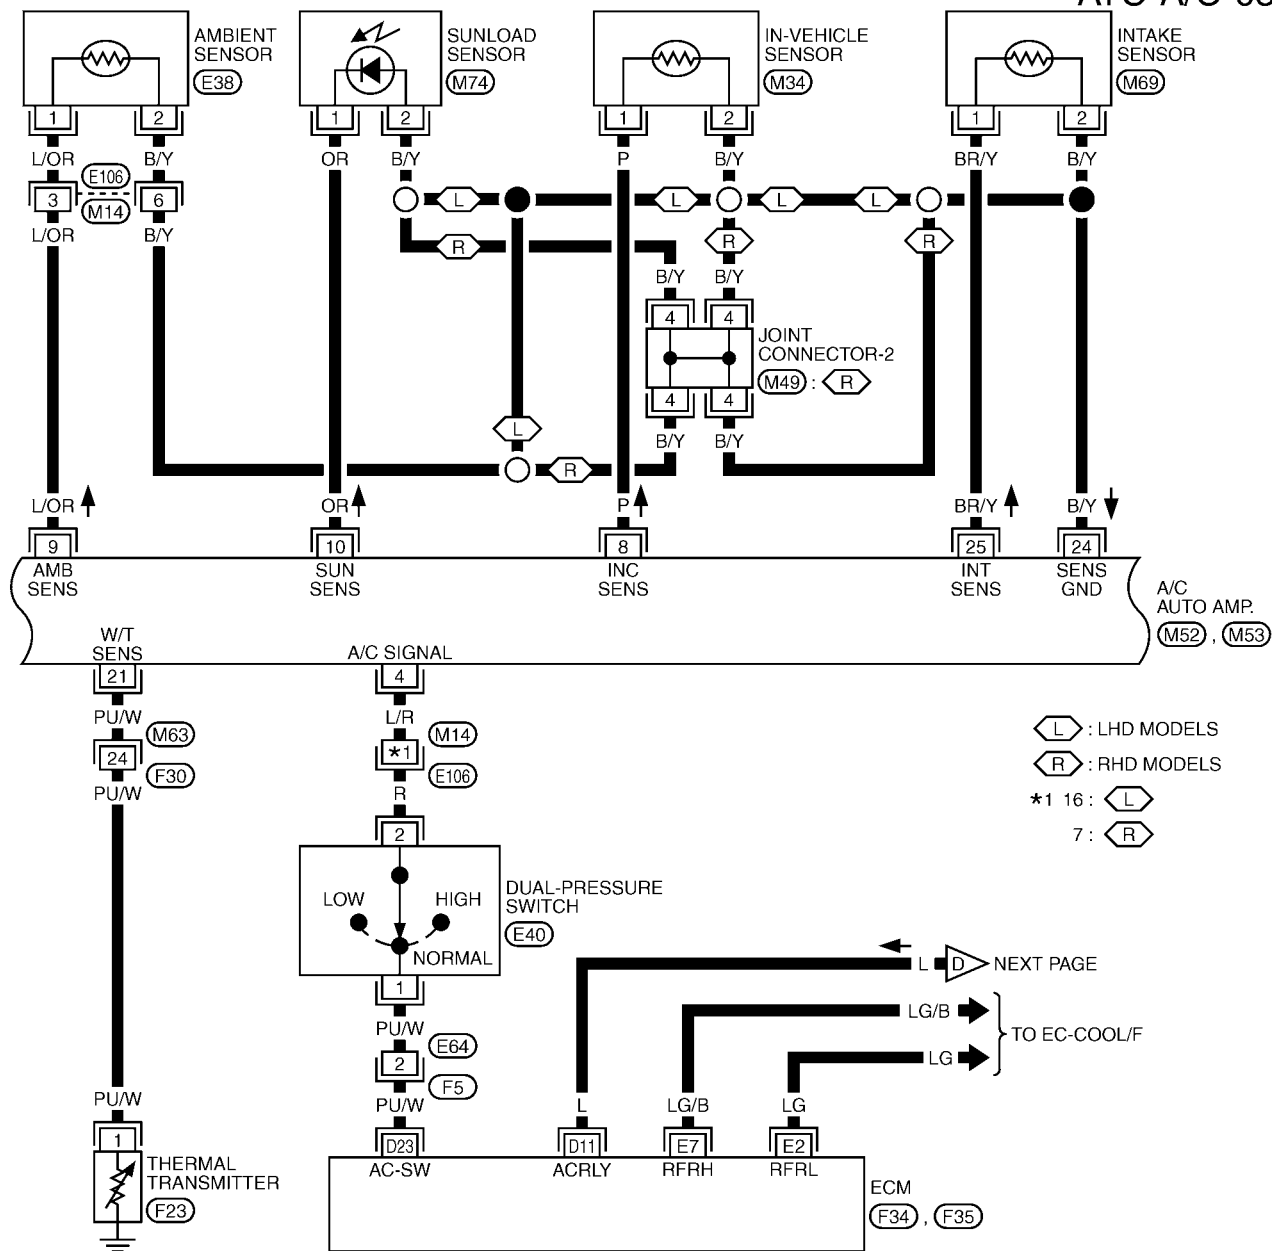 AMBIENT
SENSOR
E38
SUNLOAD
SENSOR
M74
IN-VEHICLE
SENSOR
M34
INTAKE
SENSOR
M69
1 2 1 2 1 2 1 2
L/OR B/Y OR B/Y P B/Y BR/Y B/Y
E106
3 6
M14
L L L L
L/OR B/Y
R R R
B/Y B/Y
4 4
JOINT
CONNECTOR-2
M49 : R
4 4
L
B/Y B/Y
R
L/OR OR P BR/Y B/Y
9 10 8 25 24
AMB
SENS
SUN
SENS
INC
SENS
INT
SENS
SENS
GND
A/C
AUTO AMP.
M52 , M53
W/T
SENS
A/C SIGNAL
21 4
PU/W L/R
M63 M14
24 *1
F30 E106
PU/W R
L : LHD MODELS
R : RHD MODELS
*1 16 : L
7 : R
2
LOW HIGH
NORMAL
DUAL-PRESSURE
SWITCH
E40
1
L D NEXT PAGE
LG/B
TO EC-COOL/F
LG
PU/W
E64
2
F5
PU/W PU/W L LG/B LG
1 D23 D11 E7 E2
AC-SW ACRLY RFRH RFRL
THERMAL
TRANSMITTER
F23
ECM
F34 , F35